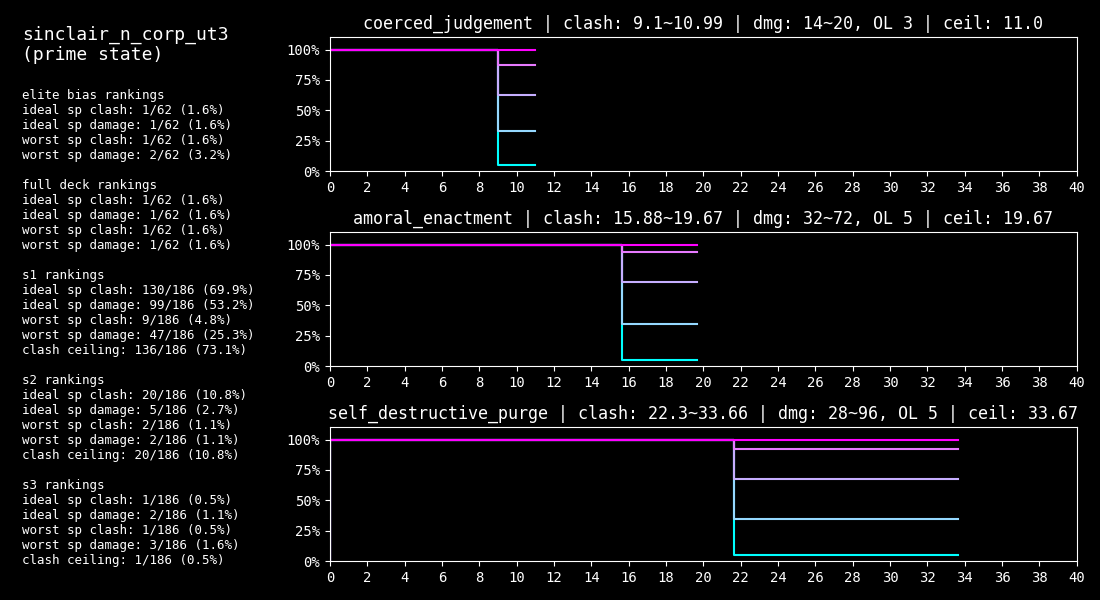 sinclair_n_corp_ut3
(prime state)
elite bias rankings
ideal sp clash: 1/62 (1.6%)
ideal sp damage: 1/62 (1.6%)
worst sp clash: 1/62 (1.6%)
worst sp damage: 2/62 (3.2%)
full deck rankings
ideal sp clash: 1/62 (1.6%)
ideal sp damage: 1/62 (1.6%)
worst sp clash: 1/62 (1.6%)
worst sp damage: 1/62 (1.6%)
s1 rankings
ideal sp clash: 130/186 (69.9%)
ideal sp damage: 99/186 (53.2%)
worst sp clash: 9/186 (4.8%)
worst sp damage: 47/186 (25.3%)
clash ceiling: 136/186 (73.1%)
s2 rankings
ideal sp clash: 20/186 (10.8%)
ideal sp damage: 5/186 (2.7%)
worst sp clash: 2/186 (1.1%)
worst sp damage: 2/186 (1.1%)
clash ceiling: 20/186 (10.8%)
s3 rankings
ideal sp clash: 1/186 (0.5%)
ideal sp damage: 2/186 (1.1%)
worst sp clash: 1/186 (0.5%)
worst sp damage: 3/186 (1.6%)
clash ceiling: 1/186 (0.5%)
coerced_judgement | clash: 9.1~10.99 | dmg: 14~20, OL 3 | ceil: 11.0
100%
75%
50%
25%
0%
0 2 4 6 8 10 12 14 16 18 20 22 24 26 28 30 32 34 36 38 40
amoral_enactment | clash: 15.88~19.67 | dmg: 32~72, OL 5 | ceil: 19.67
100%
75%
50%
25%
0%
0 2 4 6 8 10 12 14 16 18 20 22 24 26 28 30 32 34 36 38 40
self_destructive_purge | clash: 22.3~33.66 | dmg: 28~96, OL 5 | ceil: 33.67
100%
75%
50%
25%
0%
0 2 4 6 8 10 12 14 16 18 20 22 24 26 28 30 32 34 36 38 40